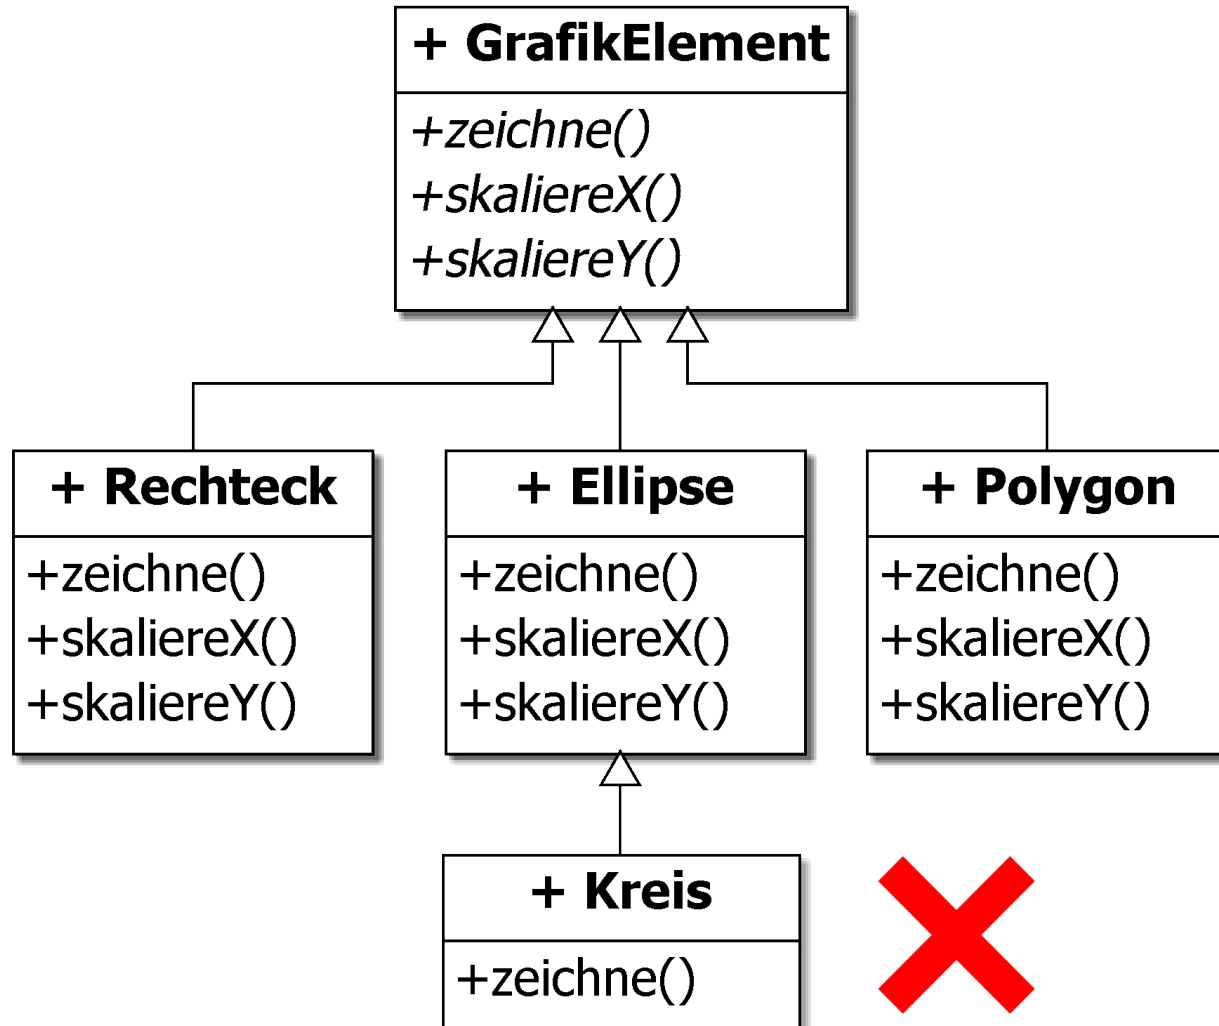 + GrafikElement
+zeichne()
+skaliereX()
+skaliereY()
+ Rechteck
+zeichne()
+skaliereX()
+skaliereY()
+ Ellipse
+zeichne()
+skaliereX()
+skaliereY()
+ Polygon
+zeichne()
+skaliereX()
+skaliereY()
+ Kreis
+zeichne()